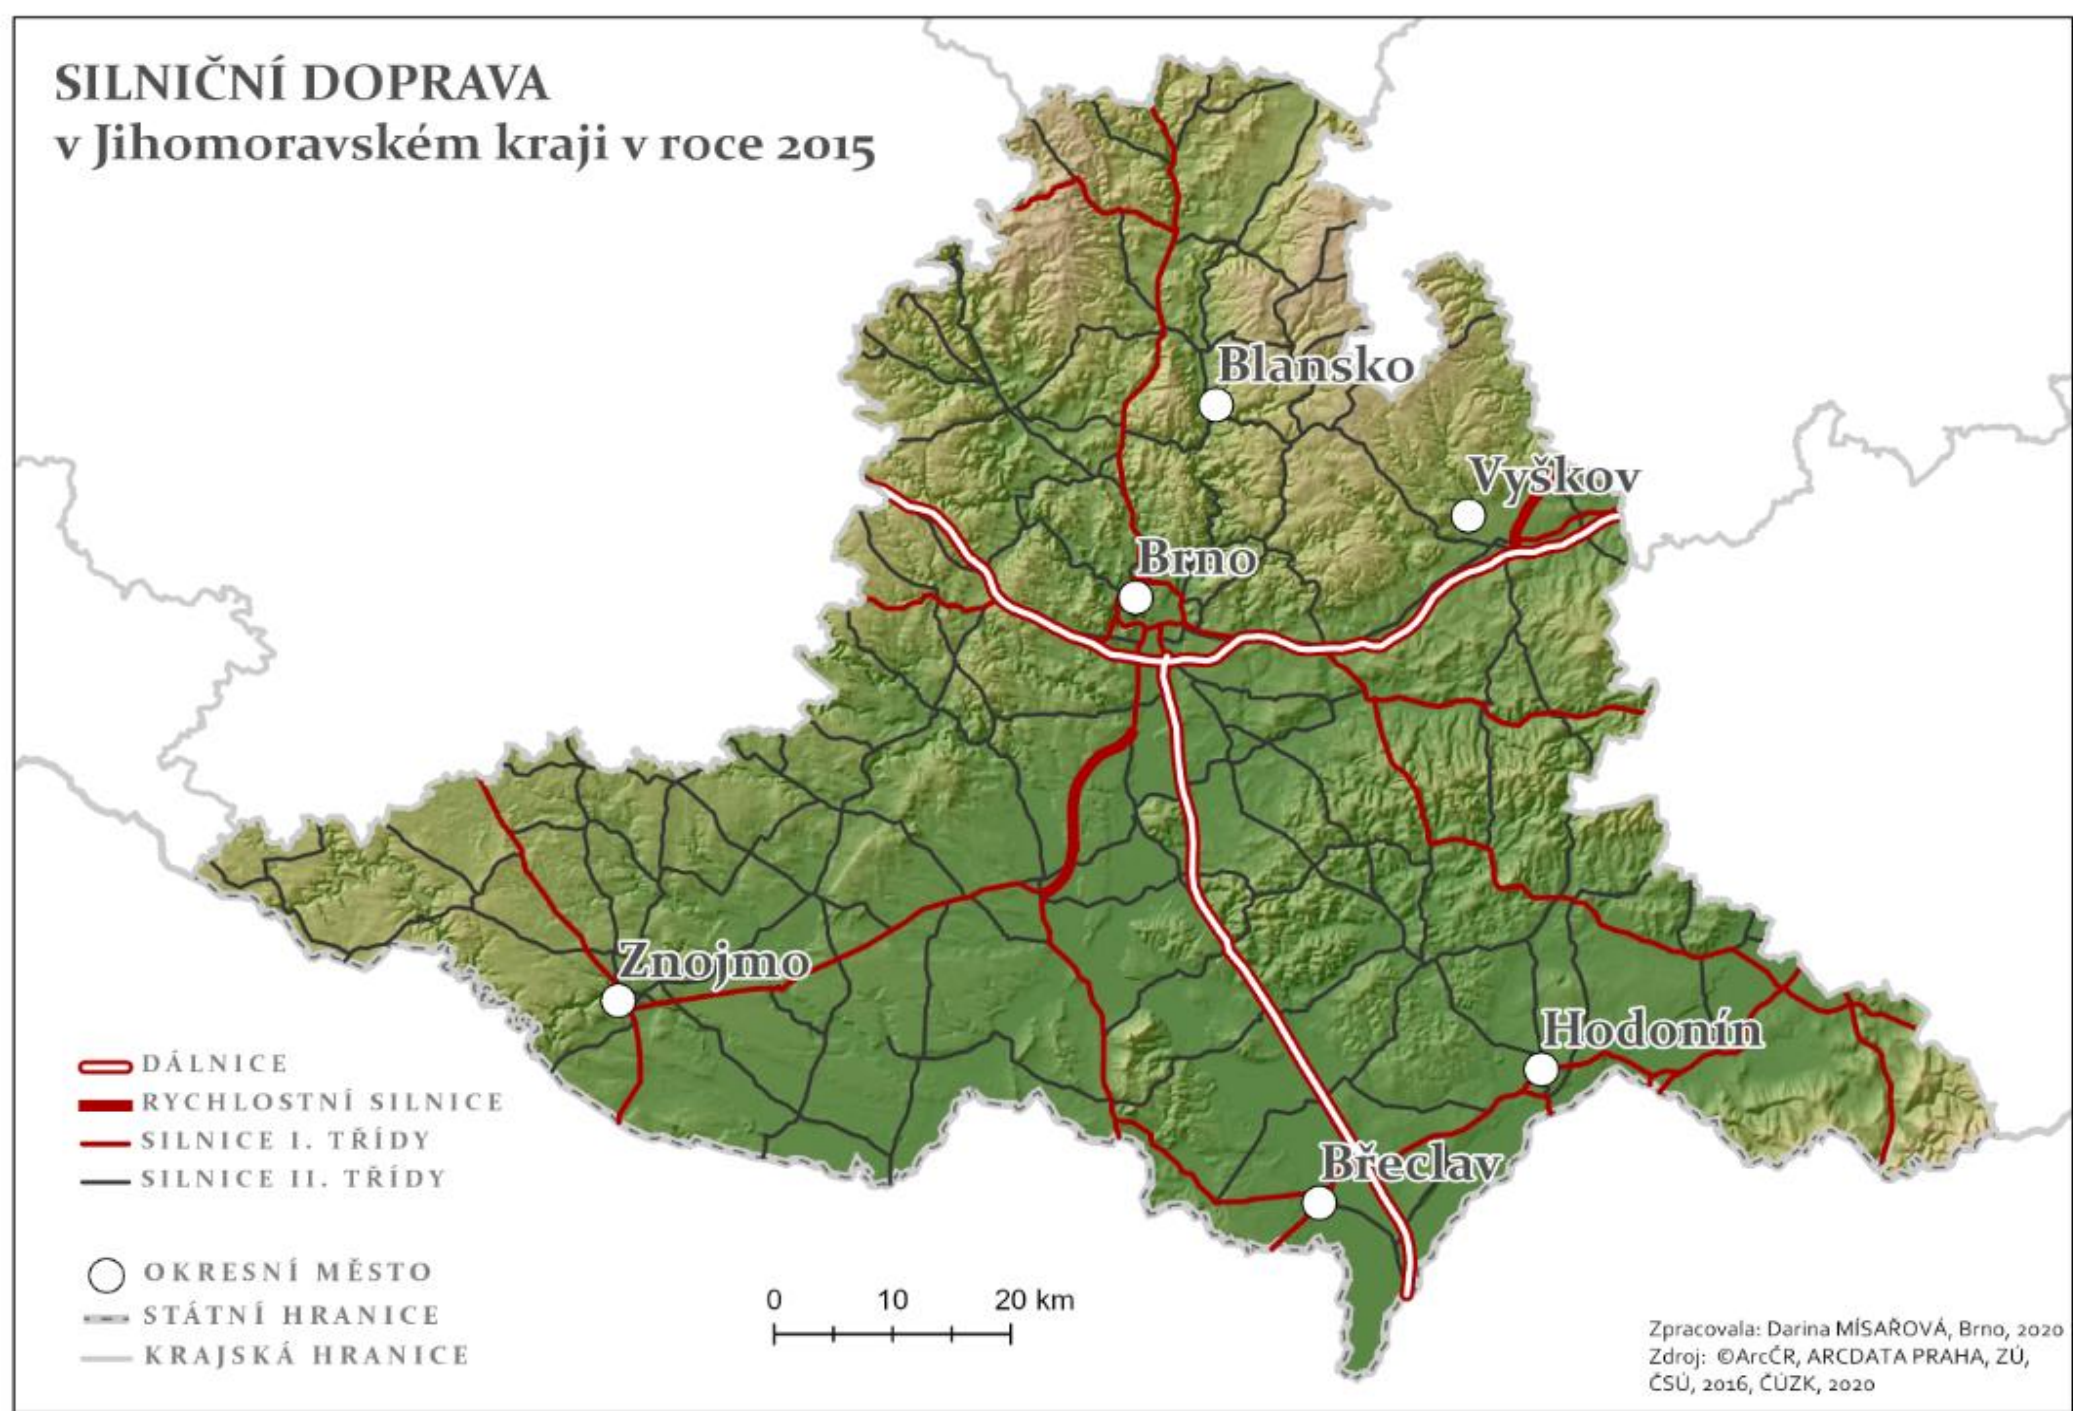 SILNIČNÍ DOPRAVA
v Jihomoravském kraji v roce 2015
Blansko
Vyškov
Brno
Znojmo
Hodonín
Břeclav
DÁLNICE
RYCHLOSTNÍ SILNICE
SILNICE I. TŘÍDY
SILNICE II. TŘÍDY
OKRESNÍ MĚSTO
STÁTNÍ HRANICE
KRAJSKÁ HRANICE
0 10 20 km
Zpracovala: Darina MÍSAŘOVÁ, Brno, 2020
Zdroj: ©ArcČR, ARCDATA PRAHA, ZÚ,
ČSÚ, 2016, ČÚZK, 2020